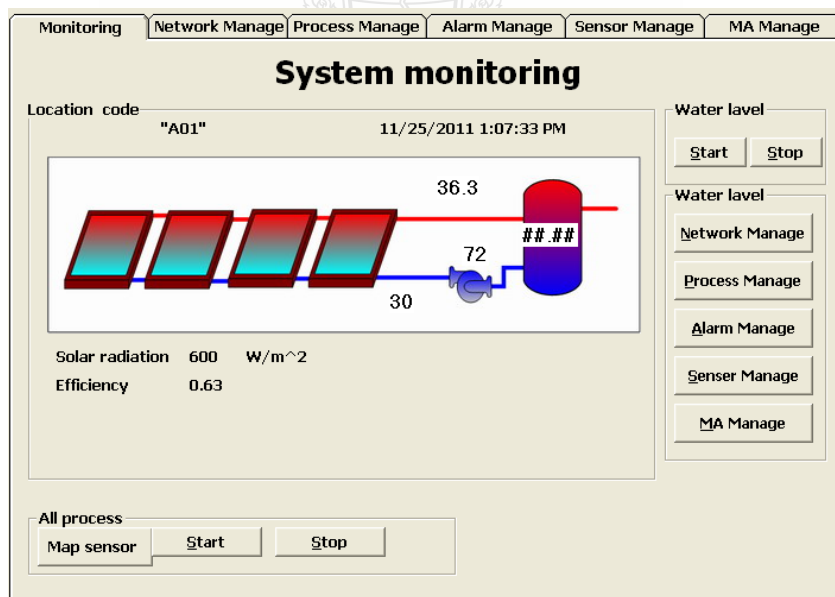 Monitoring Network Manage Process Manage Alarm Manage Sensor Manage MA Manage
System monitoring
Location code
"A01" 11/25/2011 1:07:33 PM
36.3
##.##
72
30
Solar radiation 600 W/m^2
Efficiency 0.63
Water lavel
Start Stop
Water level
Network Manage
Process Manage
Alarm Manage
Senser Manage
MA Manage
All process
Map sensor Start Stop